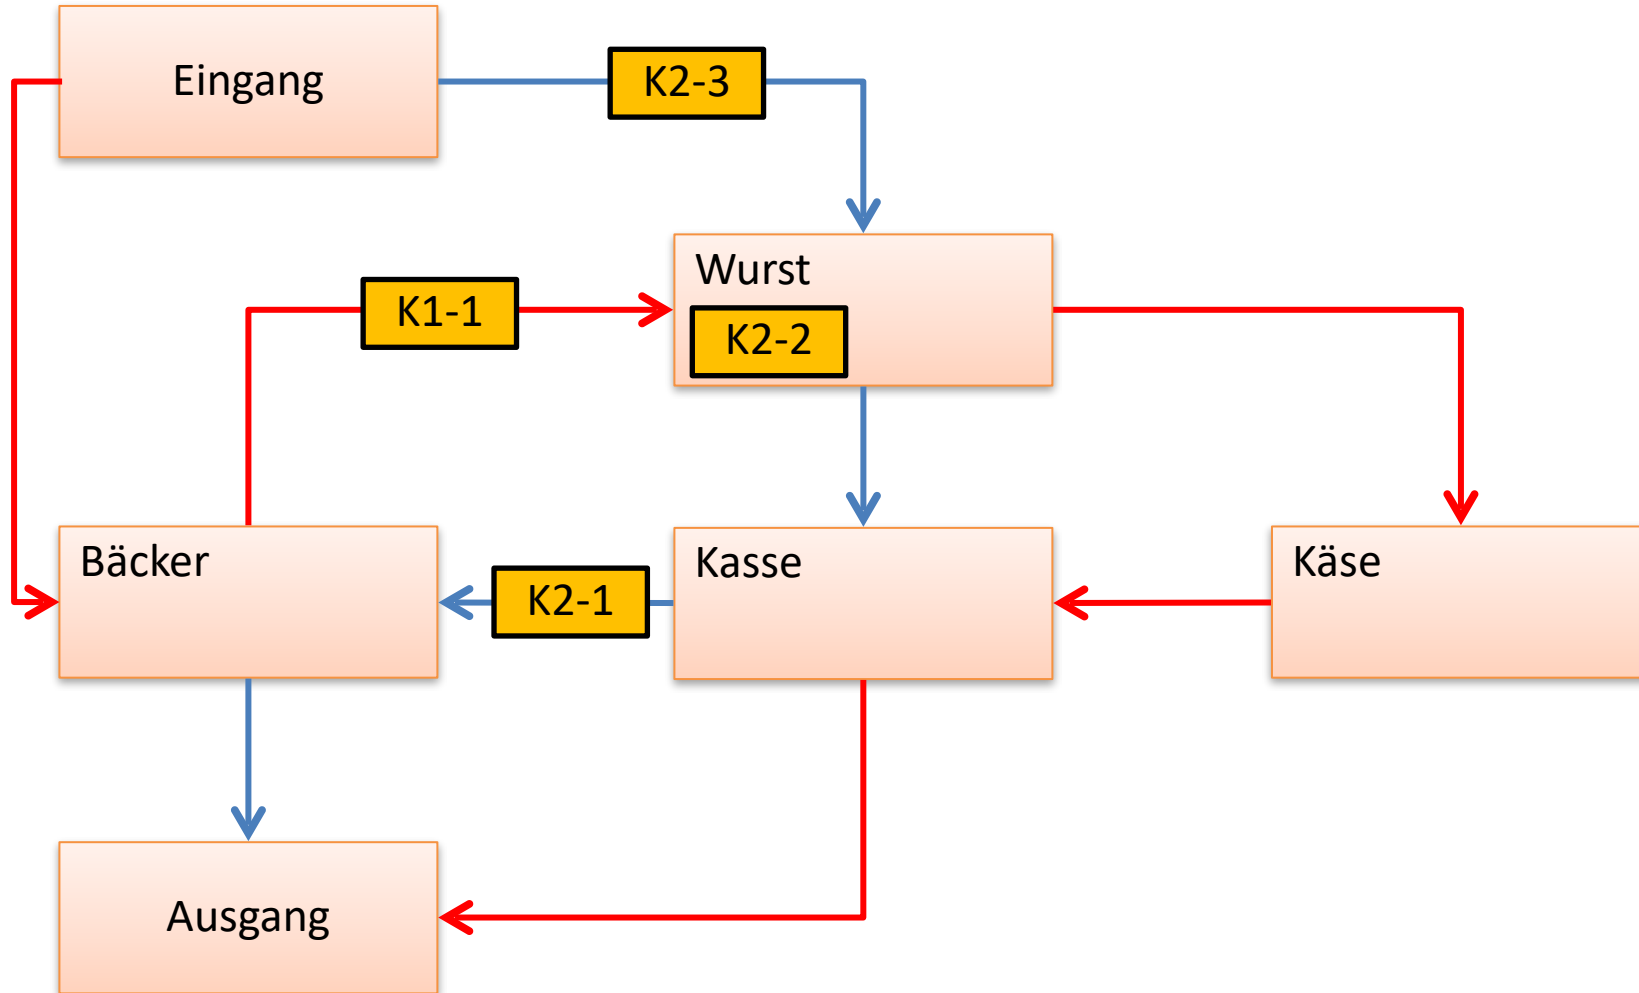 Eingang
K2-3
Wurst
K1-1
K2-2
Bäcker
K2-1
Kasse
Käse
Ausgang